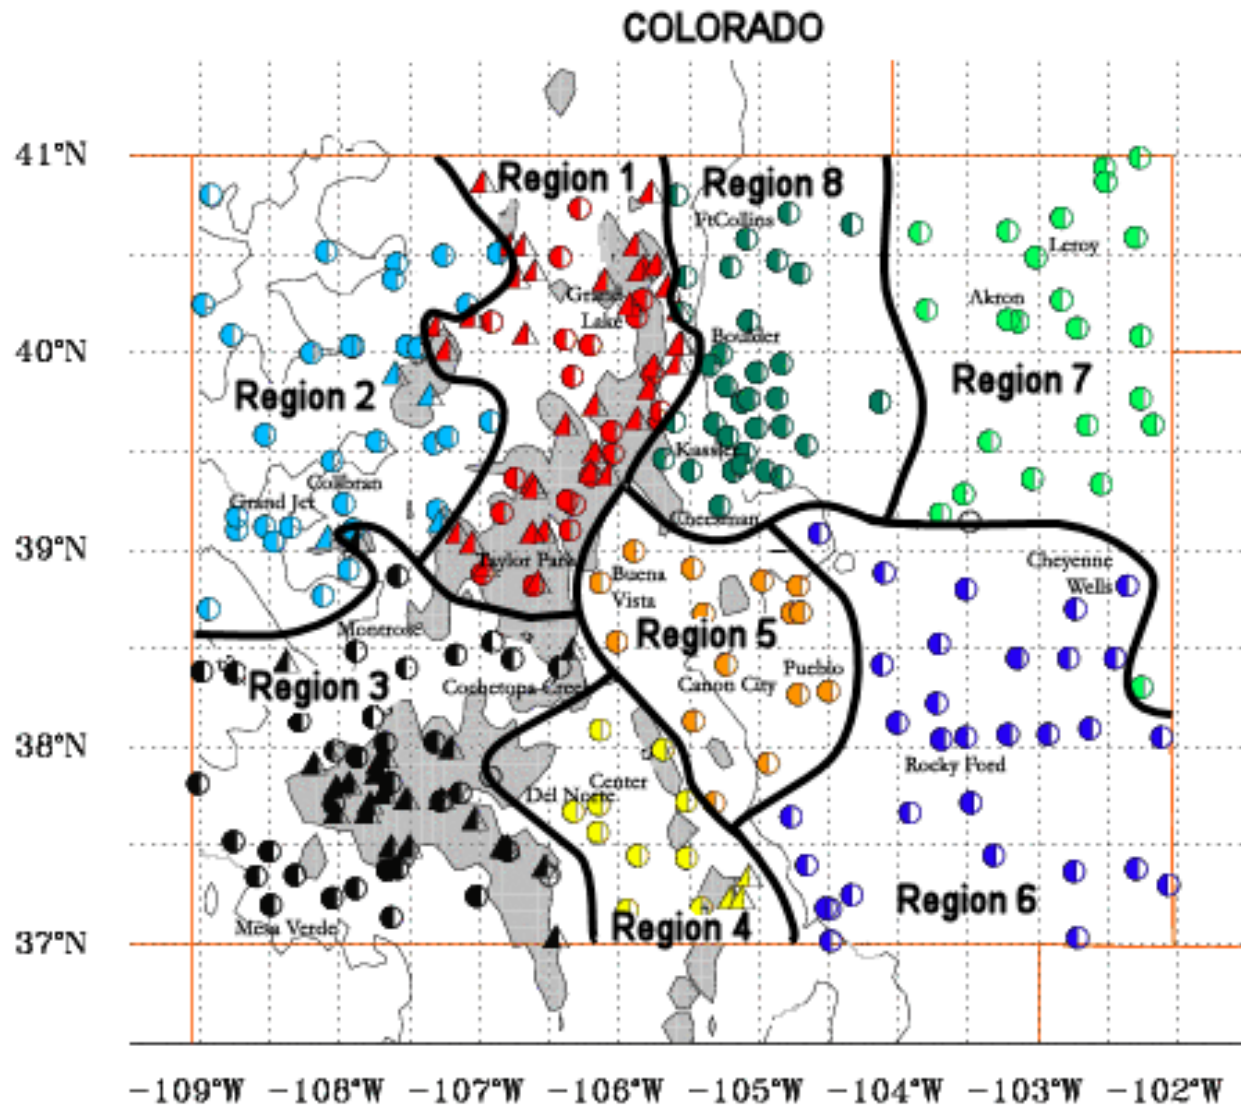 COLORADO
41°N
Region 1
Region 8
FtCollins
Leroy
Grand
Lake
Akron
Boulder
40°N
Region 7
Region 2
Kassler
Collbran
Grand Jct
Cheesman
39°N
Taylor Park
Buena
Vista
Cheyenne
Wells
Montrose
Region 5
Pueblo
Region 3
Cochetopa Creek
Canon City
38°N
Rocky Ford
Center
Del Norte
Region 6
Mesa Verde
Region 4
37°N
-109°W -108°W -107°W -106°W -105°W -104°W -103°W -102°W